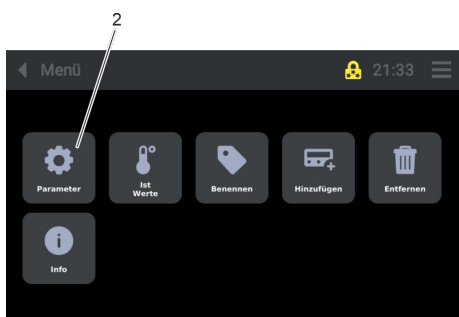 2
Menü
21:33
Parameter
Ist
Werte
Benennen
Hinzufügen
Entfernen
Info